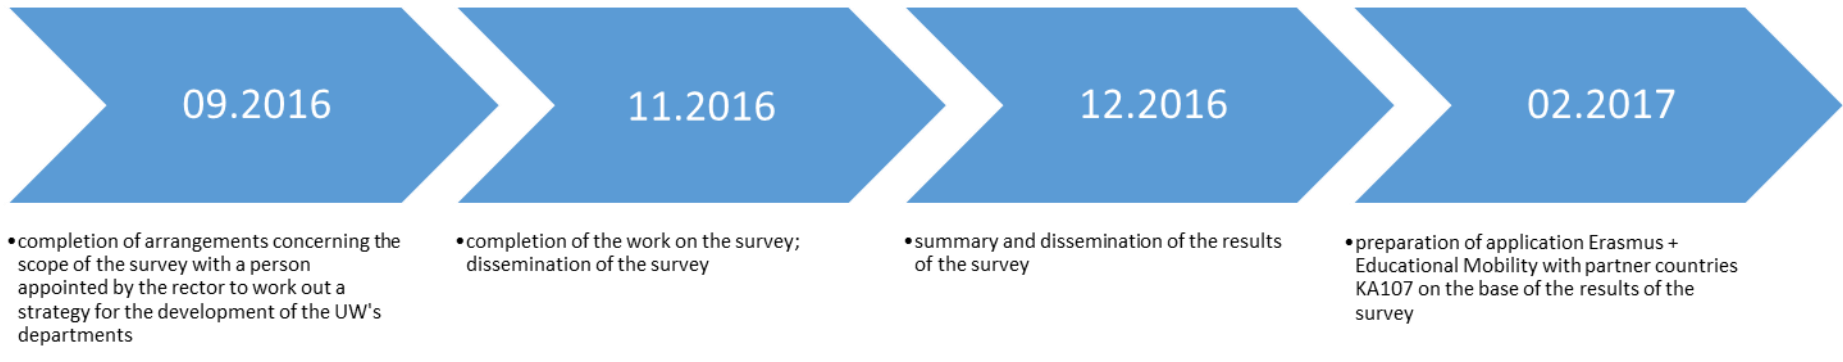 09.2016
•completion of arrangements concerning the
scope of the survey with a person
appointed by the rector to work out a
strategy for the development of the UW's
departments
11.2016
•completion of the work on the survey;
dissemination of the survey
12.2016
•summary and dissemination of the results
of the survey
02.2017
•preparation of application Erasmus +
Educational Mobility with partner countries
KA107 on the base of the results of the
survey